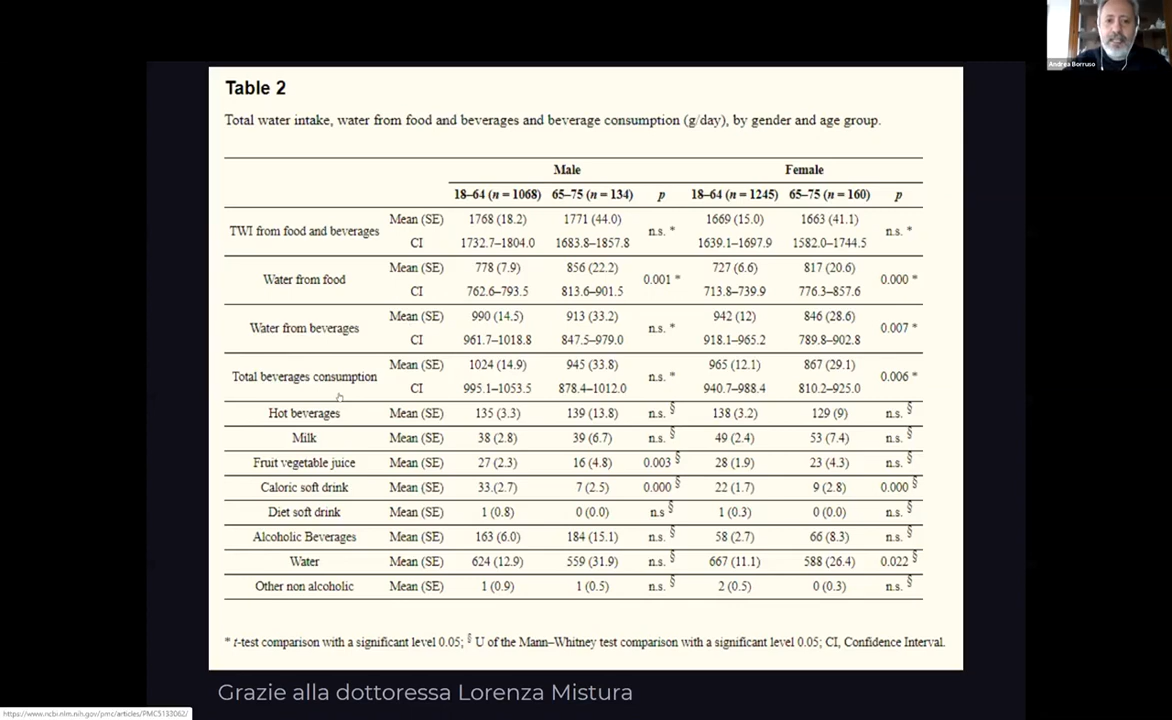 Andrea Borruso
Table 2
Total water intake, water from food and beverages and beverage consumption (g/day), by gender and age group.
Male Female
18–64 (n = 1068) 65–75 (n = 134) p 18–64 (n = 1245) 65–75 (n = 160) p
TWI from food and beverages Mean (SE) 1768 (18.2) 1771 (44.0) n.s. * 1669 (15.0) 1663 (41.1) n.s. *
CI 1732.7–1804.0 1683.8–1857.8 1639.1–1697.9 1582.0–1744.5
Water from food Mean (SE) 778 (7.9) 856 (22.2) 0.001 * 727 (6.6) 817 (20.6) 0.000 *
CI 762.6–793.5 813.6–901.5 713.8–739.9 776.3–857.6
Water from beverages Mean (SE) 990 (14.5) 913 (33.2) n.s. * 942 (12) 846 (28.6) 0.007 *
CI 961.7–1018.8 847.5–979.0 918.1–965.2 789.8–902.8
Total beverages consumption Mean (SE) 1024 (14.9) 945 (33.8) n.s. * 965 (12.1) 867 (29.1) 0.006 *
CI 995.1–1053.5 878.4–1012.0 940.7–988.4 810.2–925.0
Hot beverages Mean (SE) 135 (3.3) 139 (13.8) n.s. § 138 (3.2) 129 (9) n.s. §
Milk Mean (SE) 38 (2.8) 39 (6.7) n.s. § 49 (2.4) 53 (7.4) n.s. §
Fruit vegetable juice Mean (SE) 27 (2.3) 16 (4.8) 0.003 § 28 (1.9) 23 (4.3) n.s. §
Caloric soft drink Mean (SE) 33.(2.7) 7 (2.5) 0.000 § 22 (1.7) 9 (2.8) 0.000 §
Diet soft drink Mean (SE) 1 (0.8) 0 (0.0) n.s § 1 (0.3) 0 (0.0) n.s. §
Alcoholic Beverages Mean (SE) 163 (6.0) 184 (15.1) n.s. § 58 (2.7) 66 (8.3) n.s. §
Water Mean (SE) 624 (12.9) 559 (31.9) n.s. § 667 (11.1) 588 (26.4) 0.022 §
Other non alcoholic Mean (SE) 1 (0.9) 1 (0.5) n.s. § 2 (0.5) 0 (0.3) n.s. §
* t-test comparison with a significant level 0.05; § U of the Mann–Whitney test comparison with a significant level 0.05; CI, Confidence Interval.
Grazie alla dottoressa Lorenza Mistura
https://www.ncbi.nlm.nih.gov/pmc/articles/PMC5133062/